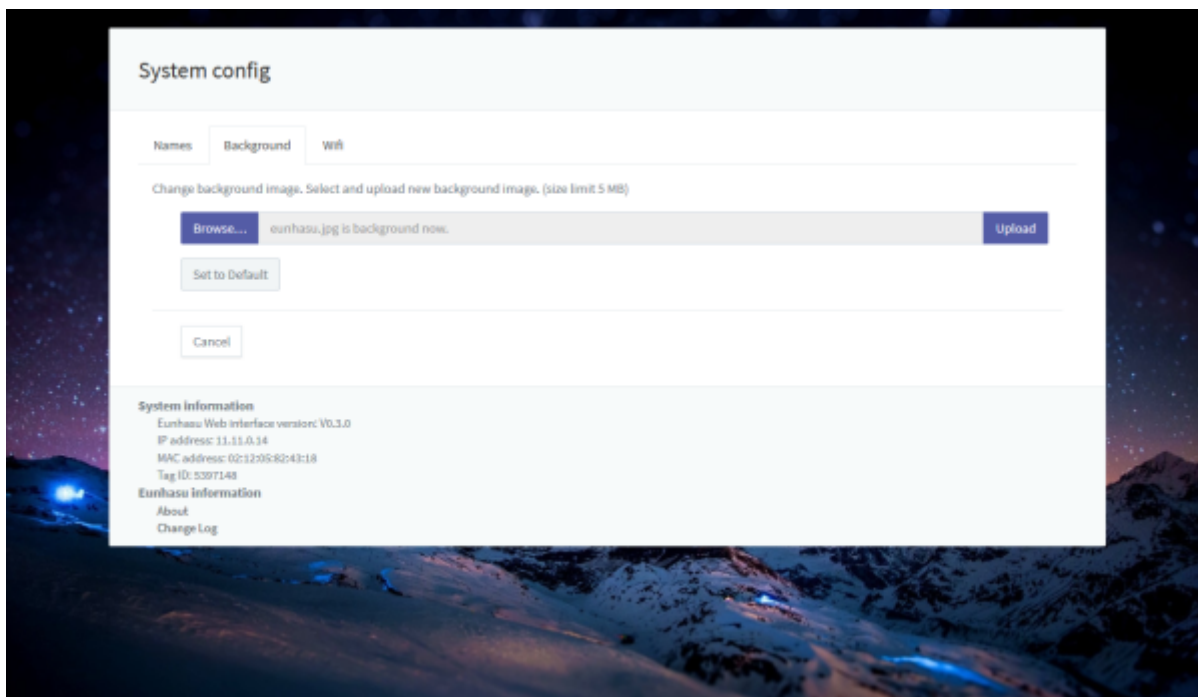 System config
Names Background Wifi
Change background image. Select and upload new background image. (size limit 5 MB)
Browse... eunhasu.jpg is background now. Upload
Set to Default
Cancel
System information
Eunhasu Web interface version: V0.3.0
IP address: 11.11.0.14
MAC address: 02:12:05:82:43:18
Tag ID: 5397148
Eunhasu information
About
Change Log